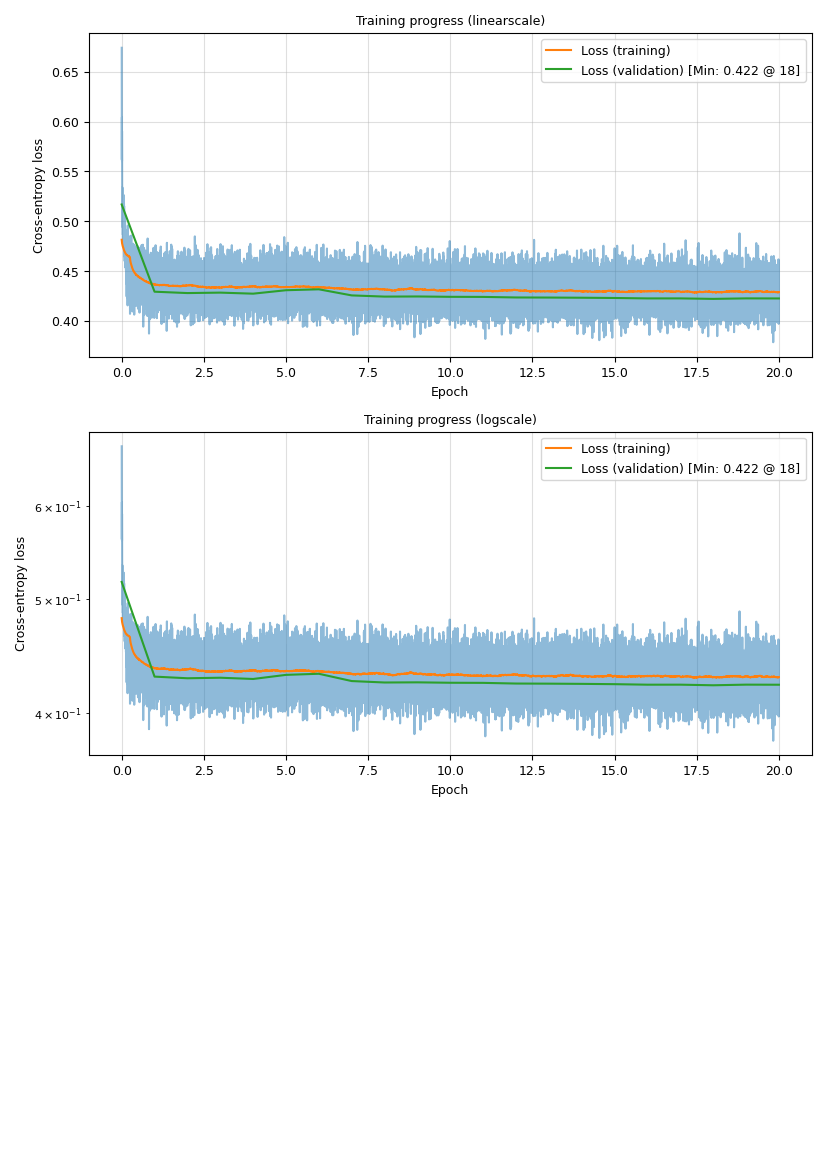 Training progress (linearscale)
Loss (training)
Loss (validation) [Min: 0.422 @ 18]
Cross-entropy loss
0.65
0.60
0.55
0.50
0.45
0.40
0.0 2.5 5.0 7.5 10.0 12.5 15.0 17.5 20.0
Epoch
Training progress (logscale)
Loss (training)
Loss (validation) [Min: 0.422 @ 18]
Cross-entropy loss
6 × 10⁻¹
5 × 10⁻¹
4 × 10⁻¹
0.0 2.5 5.0 7.5 10.0 12.5 15.0 17.5 20.0
Epoch